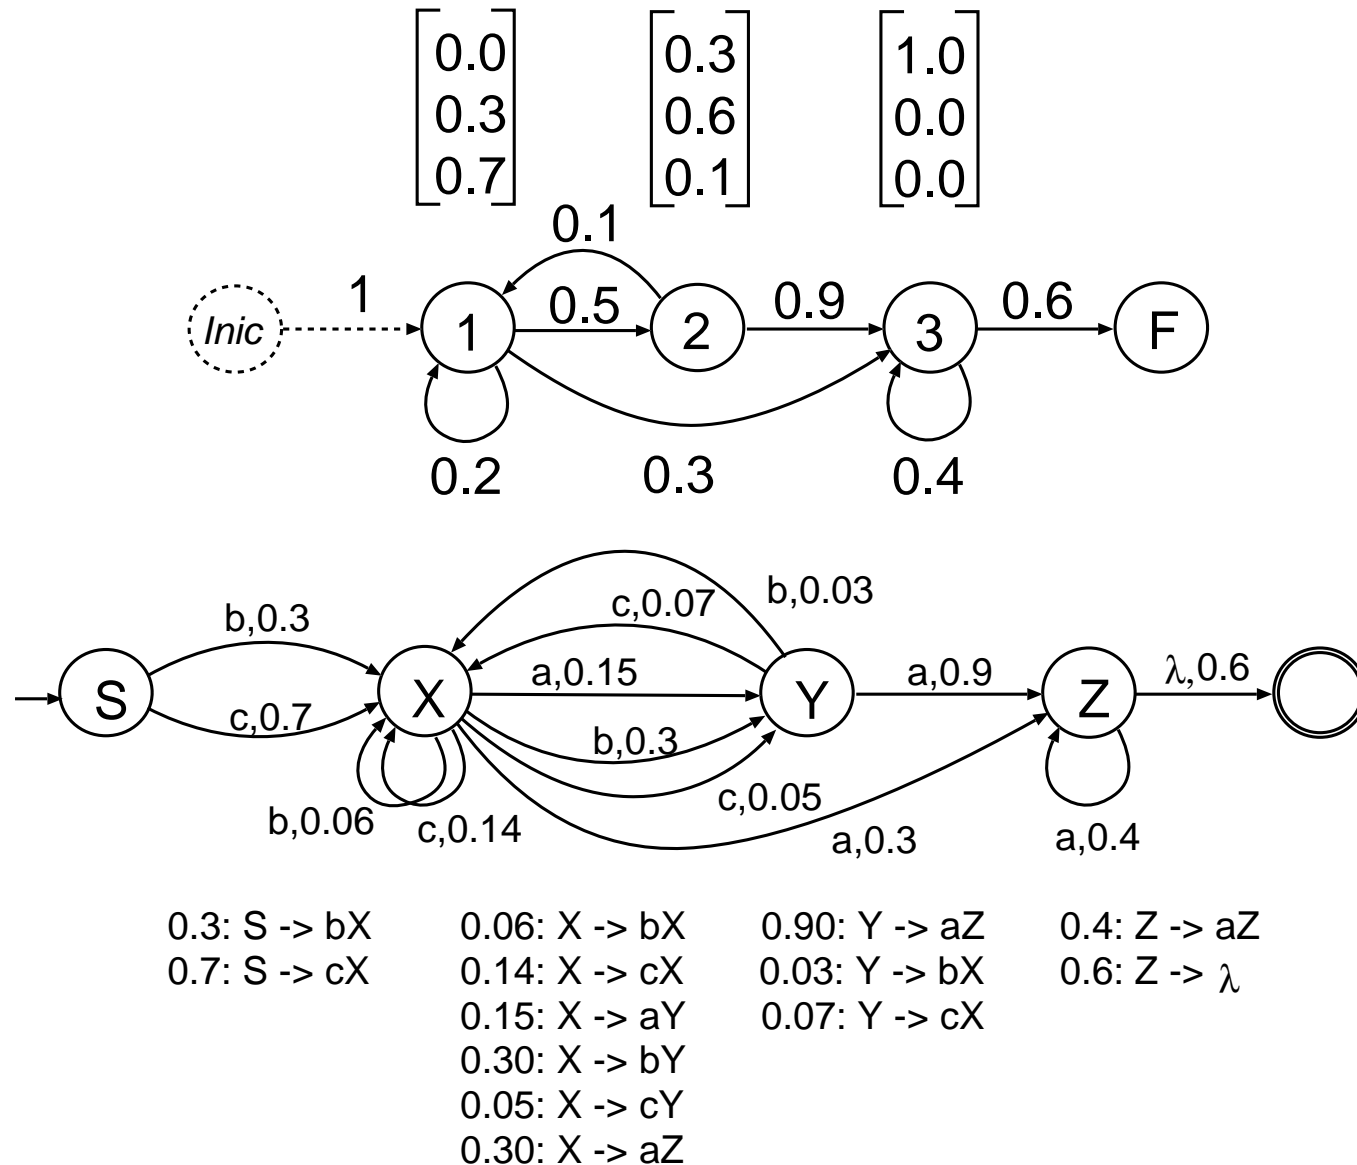 0.0 0.3 1.0
0.3 0.6 0.0
0.7 0.1 0.0
0.1
1 0.5 0.9 0.6
Inic 1 2 3 F
0.2 0.3 0.4
b,0.3 c,0.07 b,0.03
a,0.15 a,0.9 λ,0.6
S X Y Z
c,0.7 b,0.3
b,0.06 c,0.14 c,0.05 a,0.3 a,0.4
0.3: S -> bX 0.06: X -> bX 0.90: Y -> aZ 0.4: Z -> aZ
0.7: S -> cX 0.14: X -> cX 0.03: Y -> bX 0.6: Z -> λ
0.15: X -> aY 0.07: Y -> cX
0.30: X -> bY
0.05: X -> cY
0.30: X -> aZ